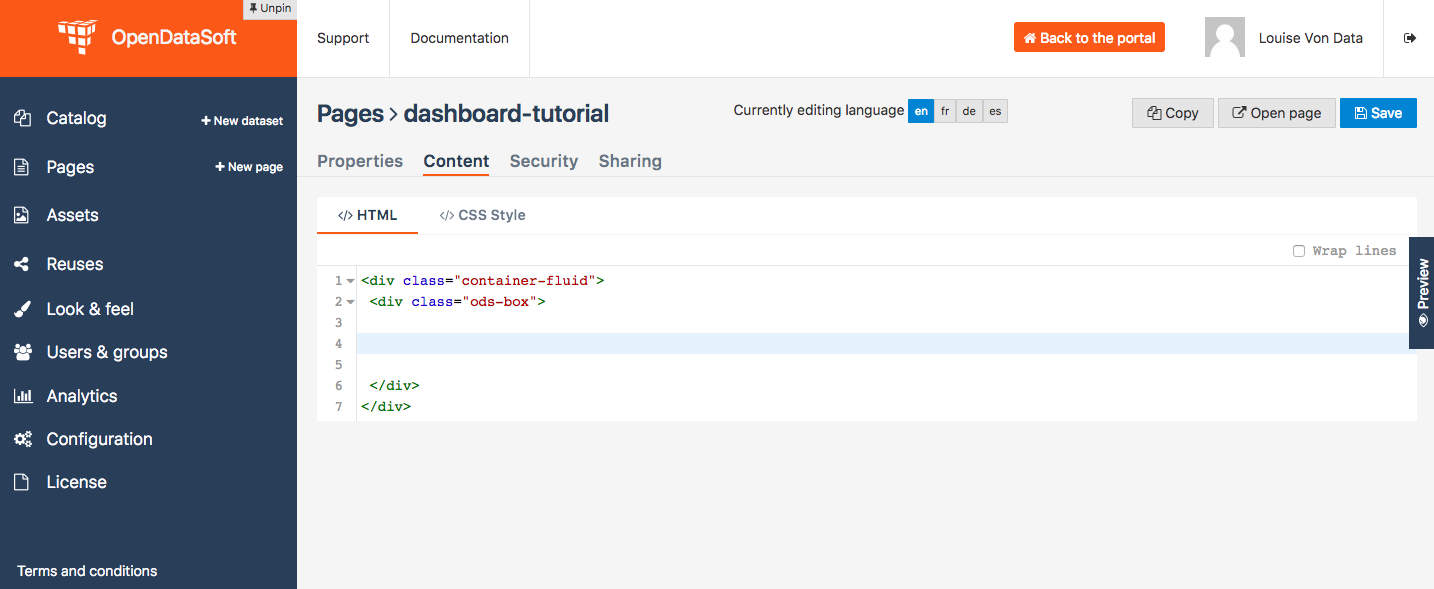 Unpin
OpenDataSoft
Support
Documentation
Back to the portal
Louise Von Data
Catalog
+ New dataset
Pages
+ New page
Assets
Reuses
Look & feel
Users & groups
Analytics
Configuration
License
Terms and conditions
Pages > dashboard-tutorial
Currently editing language en fr de es
Copy
Open page
Save
Properties
Content
Security
Sharing
</> HTML
</> CSS Style
Wrap lines
Preview
1 <div class="container-fluid">
2 <div class="ods-box">
3
4
5
6 </div>
7 </div>